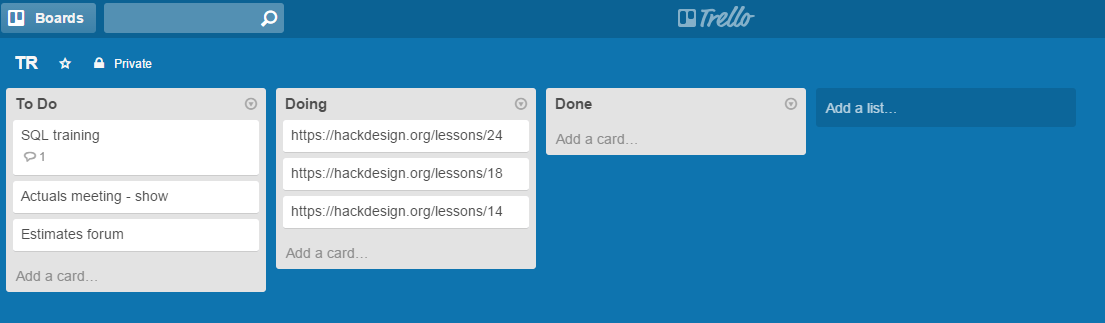 Boards
Trello
TR
Private
To Do
SQL training
1
Actuals meeting - show
Estimates forum
Add a card…
Doing
https://hackdesign.org/lessons/24
https://hackdesign.org/lessons/18
https://hackdesign.org/lessons/14
Add a card…
Done
Add a card…
Add a list…